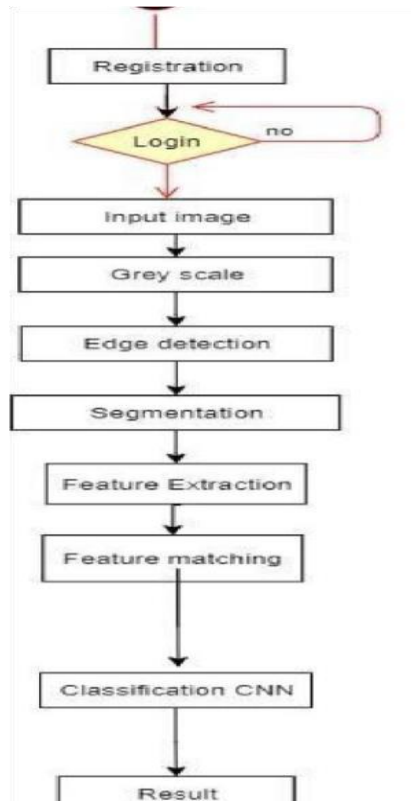 Registration
Login
no
Input image
Grey scale
Edge detection
Segmentation
Feature Extraction
Feature matching
Classification CNN
Result